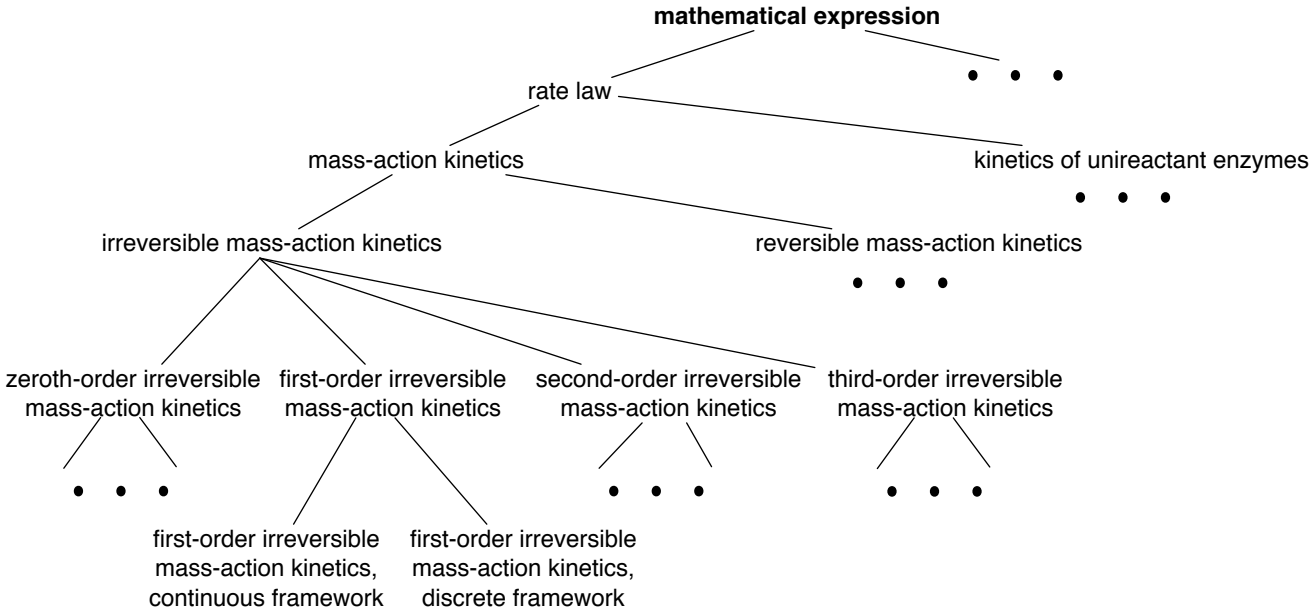 mathematical expression
• • •
rate law
mass-action kinetics
kinetics of unireactant enzymes
• • •
irreversible mass-action kinetics
reversible mass-action kinetics
• • •
zeroth-order irreversible
mass-action kinetics
first-order irreversible
mass-action kinetics
second-order irreversible
mass-action kinetics
third-order irreversible
mass-action kinetics
• • •
• • •
• • •
first-order irreversible
mass-action kinetics,
continuous framework
first-order irreversible
mass-action kinetics,
discrete framework